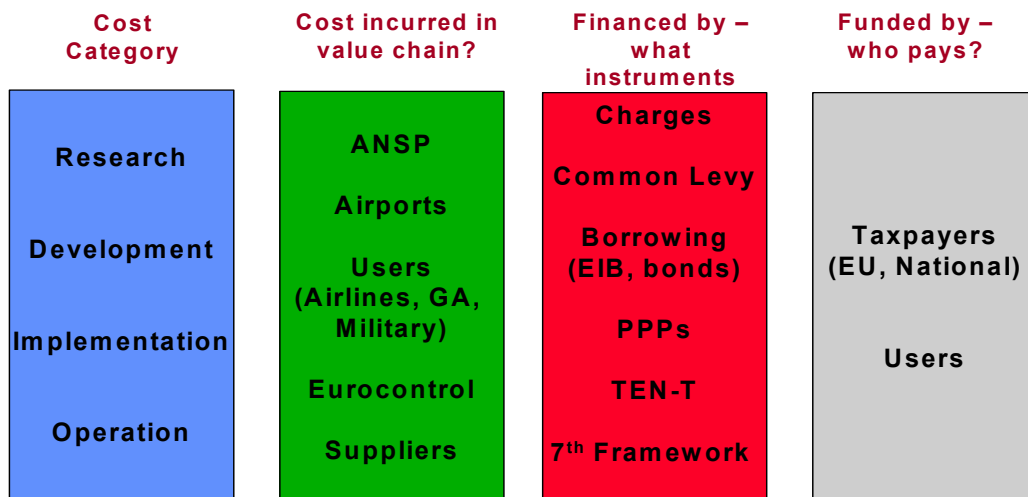 Cost
Category
Research
Development
Implementation
Operation
Cost incurred in
value chain?
ANSP
Airports
Users
(Airlines, GA,
Military)
Eurocontrol
Suppliers
Financed by –
what
instruments
Charges
Common Levy
Borrowing
(EIB, bonds)
PPPs
TEN-T
7th Framework
Funded by –
who pays?
Taxpayers
(EU, National)
Users